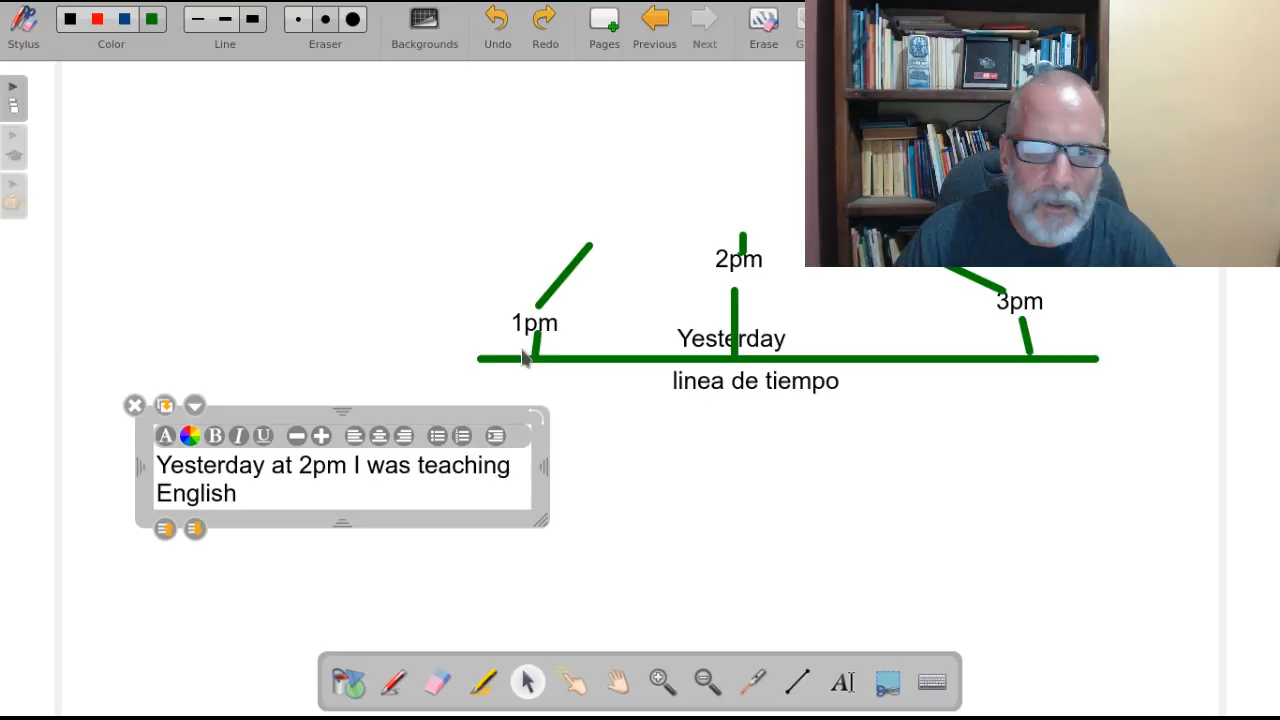 Stylus
Color
Line
Eraser
Backgrounds
Undo
Redo
Pages
Previous
Next
Erase
2pm
3pm
1pm
Yesterday
linea de tiempo
A B I U
Yesterday at 2pm I was teaching
English
AI